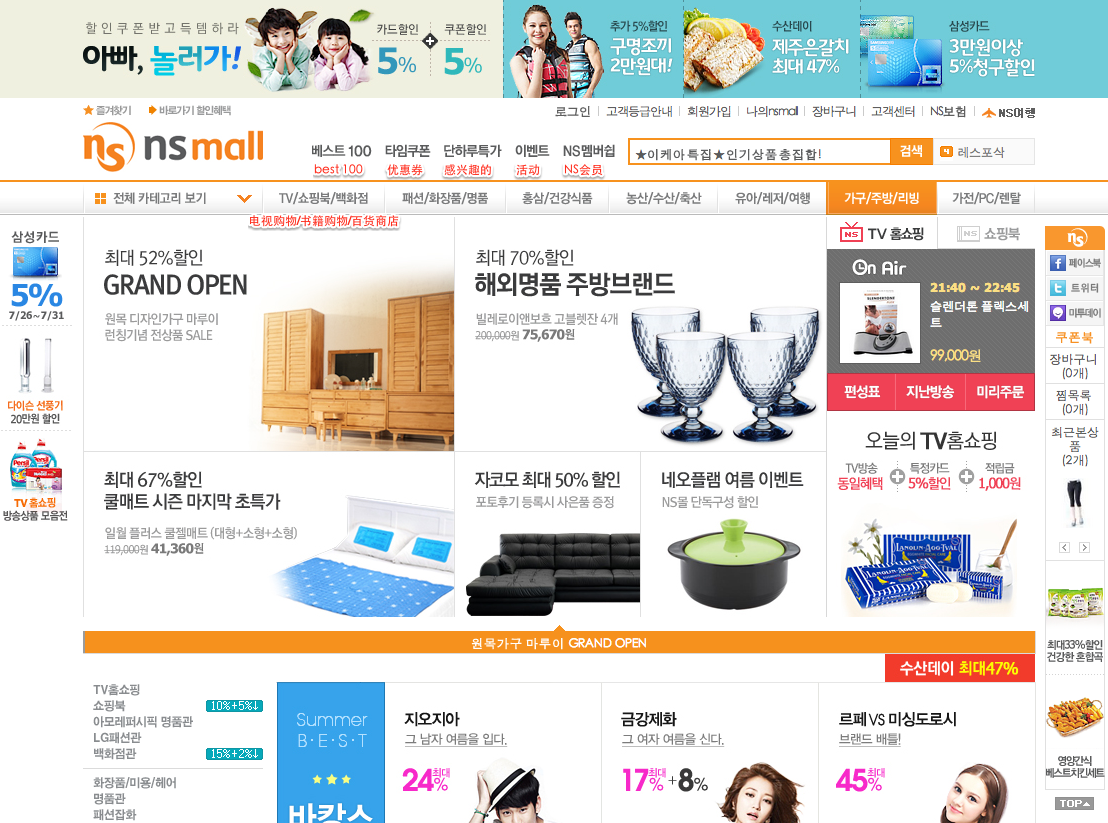 할인쿠폰받고득템하라
아빠, 놀러가!
카드할인
5%
쿠폰할인
5%
추가 5%할인
구명조끼
2만원대!
수산데이
제주은갈치
최대 47%
삼성카드
3만원이상
5%청구할인
즐겨찾기
바로가기 할인혜택
로그인
고객등급안내
회원가입
나의nsmall
장바구니
고객센터
NS보험
NS여행
ns mall
베스트 100
타임쿠폰
단하루특가
이벤트
NS멤버쉽
best 100
优惠券
感兴趣的
活动
NS会员
★이케아특집★인기상품총집합!
검색
4 레스포삭
전체 카테고리 보기
TV/쇼핑북/백화점
패션/화장품/명품
홍삼/건강식품
농산/수산/축산
유아/레저/여행
가구/주방/리빙
가전/PC/렌탈
电视购物/书籍购物/百货商店
삼성카드
5%
7/26~7/31
다이슨 선풍기
20만원 할인
TV 홈쇼핑
방송상품 모음전
최대 52%할인
GRAND OPEN
원목 디자인가구 마루이
런칭기념 전상품 SALE
최대 70%할인
해외명품 주방브랜드
빌레로이앤보흐 고블렛잔 4개
200,000원 75,670원
NS TV 홈쇼핑
NS 쇼핑북
On Air
21:40 ~ 22:45
슬렌더톤 플렉스세
트
99,000원
편성표
지난방송
미리주문
오늘의 TV홈쇼핑
TV방송
동일혜택
특정카드
5%할인
적립금
1,000원
LANOLIN-AGG-TVAL
최대 67%할인
쿨매트 시즌 마지막 초특가
일월 플러스 쿨젤매트 (대형+소형+소형)
119,000원 41,360원
자코모 최대 50% 할인
포토후기 등록시 사은품 증정
네오플램 여름 이벤트
NS몰 단독구성 할인
ns
페이스북
트위터
미투데이
쿠폰북
장바구니
(0개)
찜목록
(0개)
최근본상
품
(2개)
최대33%할인
건강한 혼합곡
영양간식
베스트치킨세트
TOP
원목가구 마루이 GRAND OPEN
수산데이 최대47%
TV홈쇼핑
쇼핑북
10%+5%↓
아모레퍼시픽 명품관
LG패션관
백화점관
15%+2%↓
화장품/미용/헤어
명품관
패션잡화
Summer
B·E·S·T
바캉스
지오지아
그 남자 여름을 입다.
24% 최대
금강제화
그 여자 여름을 신다.
17% 최대 +8%
르페 VS 미싱도로시
브랜드 배틀!
45% 최대